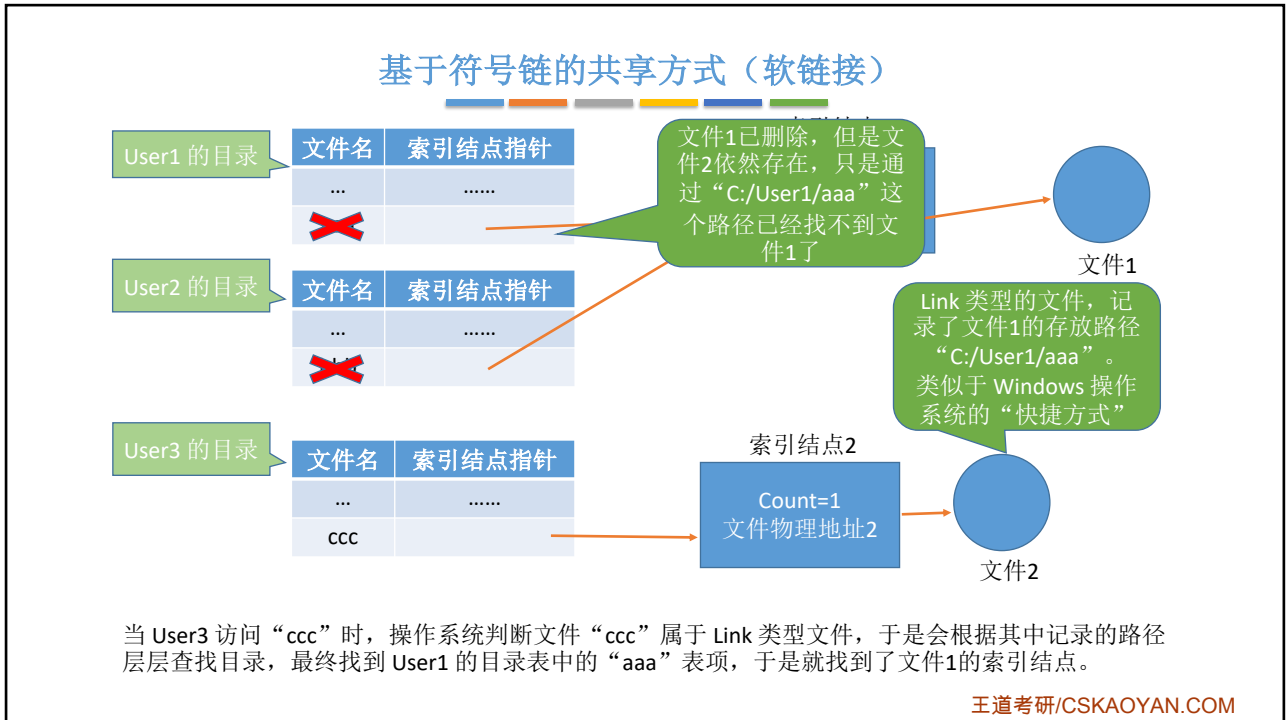 基于符号链的共享方式（软链接）
User1 的目录
文件名 索引结点指针
... ......
文件1已删除，但是文
件2依然存在，只是通
过“C:/User1/aaa”这
个路径已经找不到文
件1了
文件1
User2 的目录
文件名 索引结点指针
... ......
Link 类型的文件，记
录了文件1的存放路径
“C:/User1/aaa”。
类似于 Windows 操作
系统的“快捷方式”
User3 的目录
文件名 索引结点指针
... ......
ccc
索引结点2
Count=1
文件物理地址2
文件2
当 User3 访问“ccc”时，操作系统判断文件“ccc”属于 Link 类型文件，于是会根据其中记录的路径
层层查找目录，最终找到 User1 的目录表中的“aaa”表项，于是就找到了文件1的索引结点。
王道考研/CSKAOYAN.COM